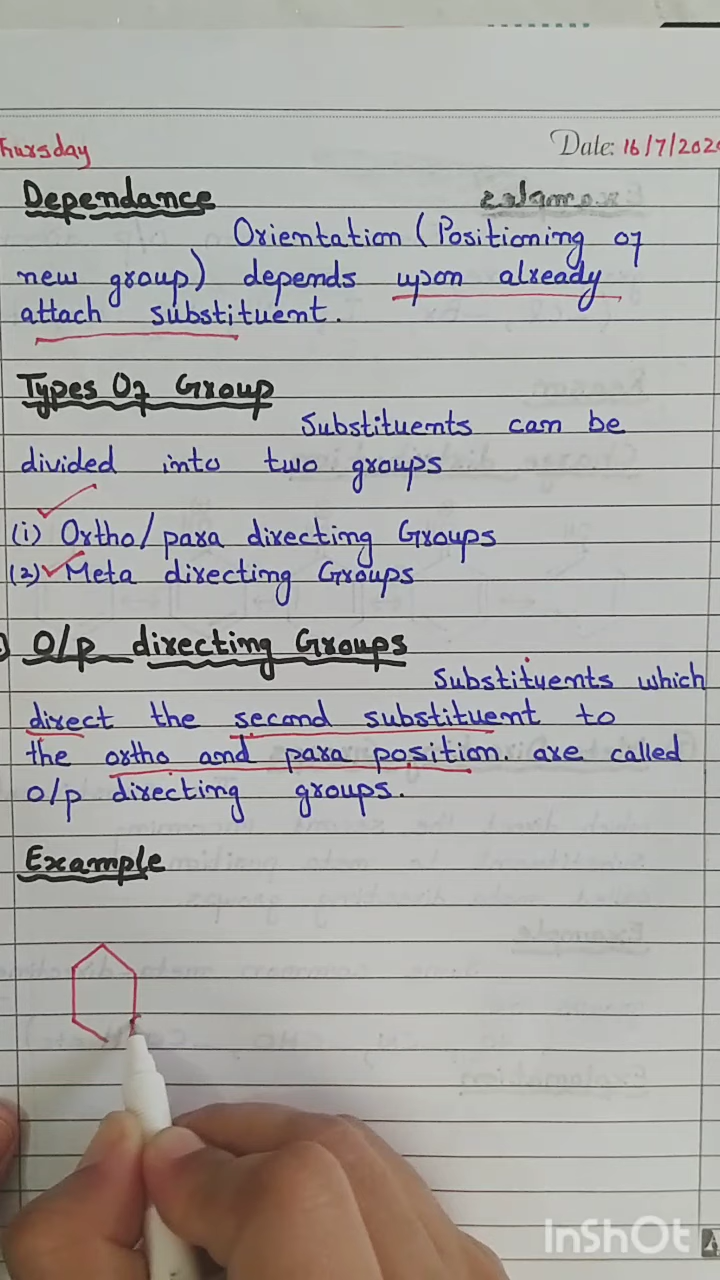 Thursday Date: 16/7/202
Dependance
Orientation (Positioning of
new group) depends upon already
attach substituent.
Types Of Group
Substituents can be
divided into two groups
(i) Ortho/para directing Groups
(2) Meta directing Groups
O/p directing Groups
Substituents which
direct the second substituent to
the ortho and para position. are called
o/p directing groups.
Example
InShOt